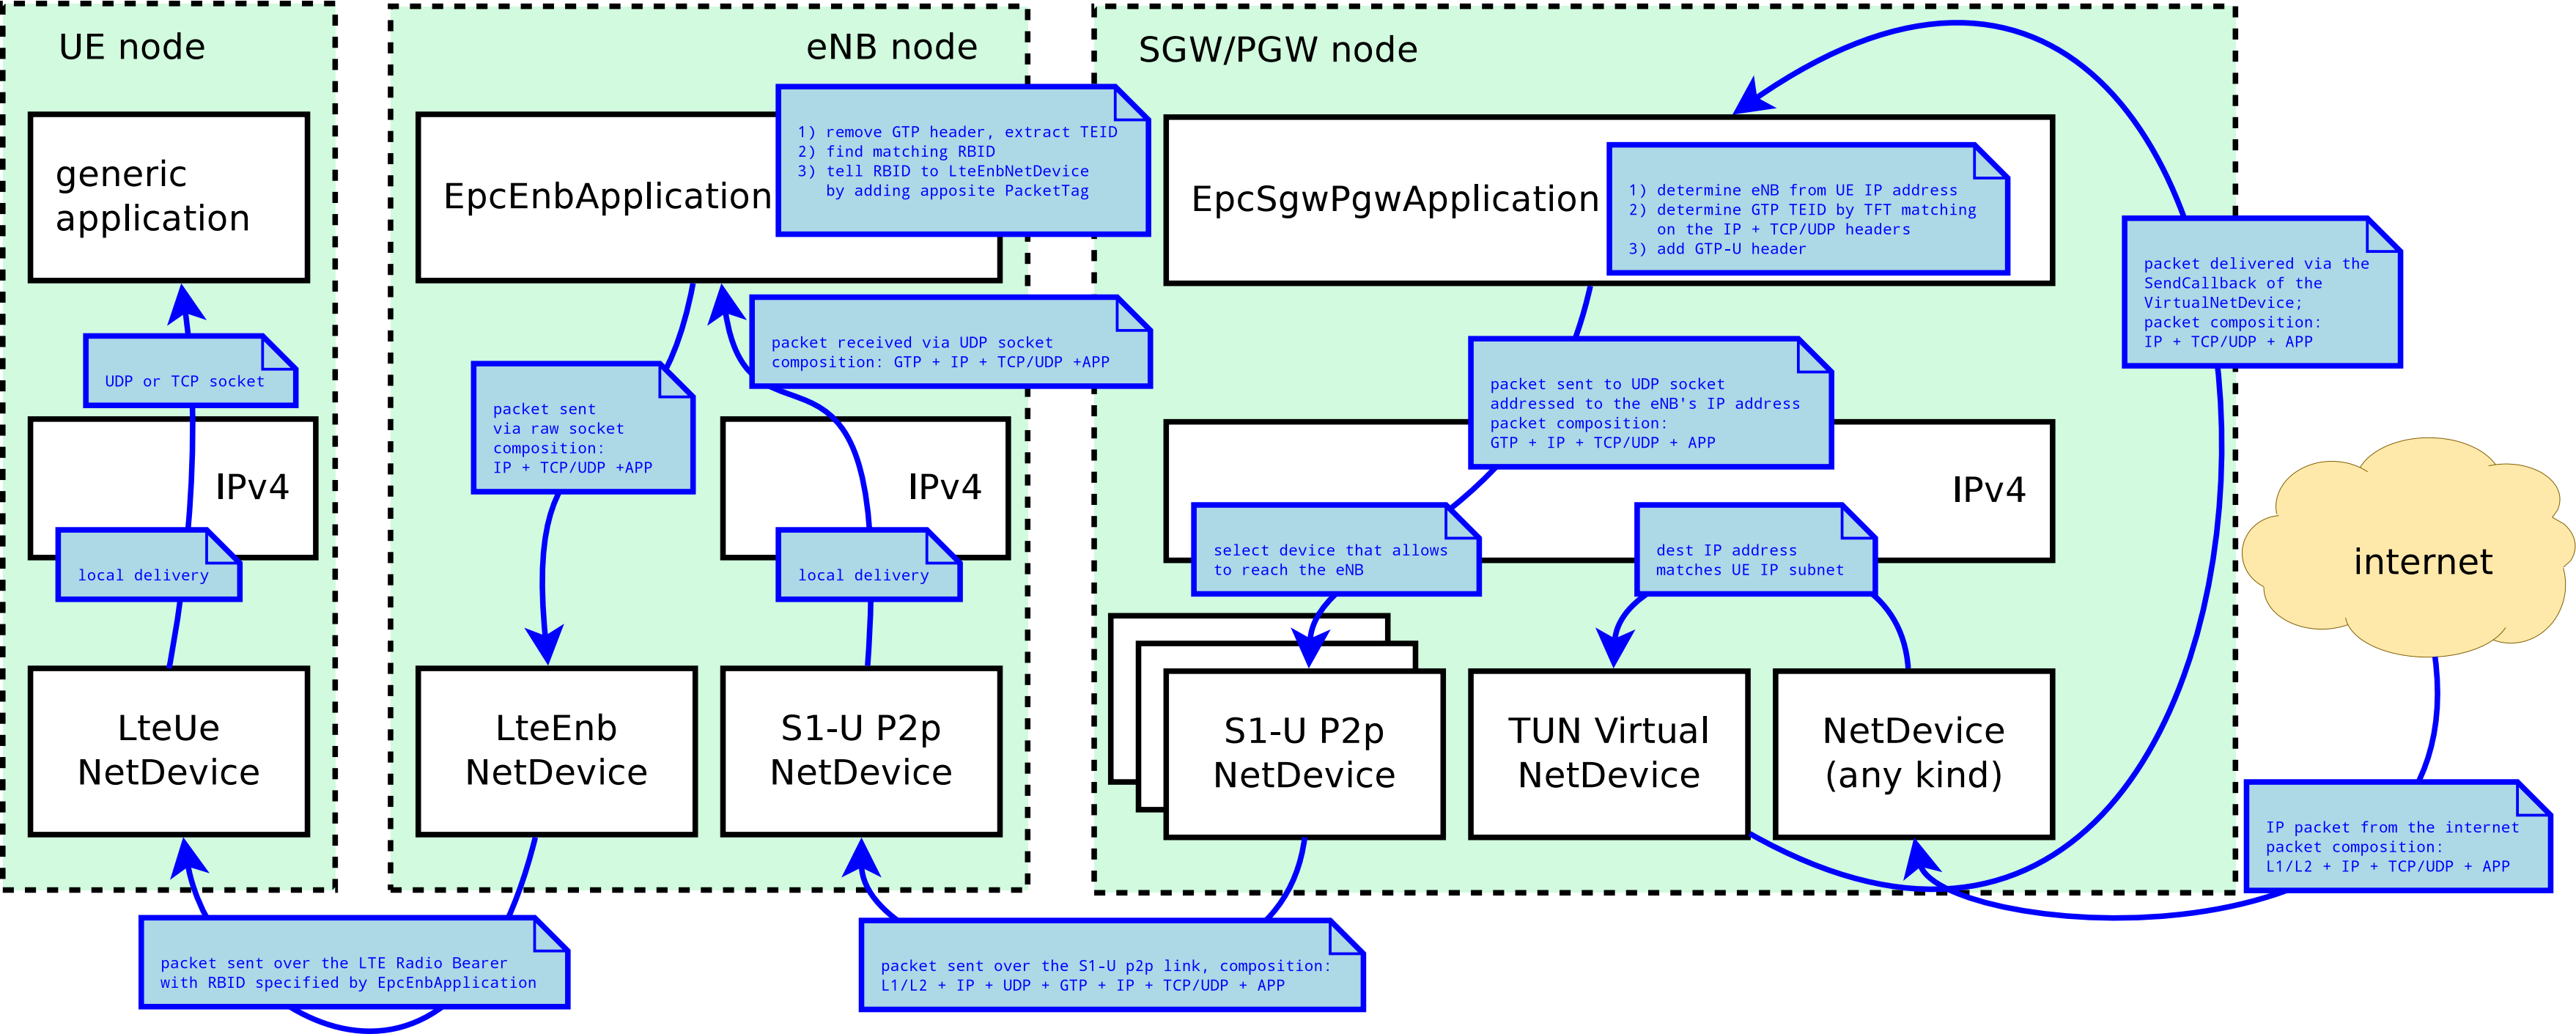 UE node
generic
application
UDP or TCP socket
IPv4
local delivery
LteUe
NetDevice
packet sent over the LTE Radio Bearer
with RBID specified by EpcEnbApplication
eNB node
EpcEnbApplication
1) remove GTP header, extract TEID
2) find matching RBID
3) tell RBID to LteEnbNetDevice
by adding apposite PacketTag
packet received via UDP socket
composition: GTP + IP + TCP/UDP +APP
packet sent
via raw socket
composition:
IP + TCP/UDP +APP
IPv4
local delivery
LteEnb
NetDevice
S1-U P2p
NetDevice
packet sent over the S1-U p2p link, composition:
L1/L2 + IP + UDP + GTP + IP + TCP/UDP + APP
SGW/PGW node
EpcSgwPgwApplication
1) determine eNB from UE IP address
2) determine GTP TEID by TFT matching
on the IP + TCP/UDP headers
3) add GTP-U header
packet delivered via the
SendCallback of the
VirtualNetDevice;
packet composition:
IP + TCP/UDP + APP
packet sent to UDP socket
addressed to the eNB's IP address
packet composition:
GTP + IP + TCP/UDP + APP
IPv4
select device that allows
to reach the eNB
dest IP address
matches UE IP subnet
S1-U P2p
NetDevice
TUN Virtual
NetDevice
NetDevice
(any kind)
internet
IP packet from the internet
packet composition:
L1/L2 + IP + TCP/UDP + APP